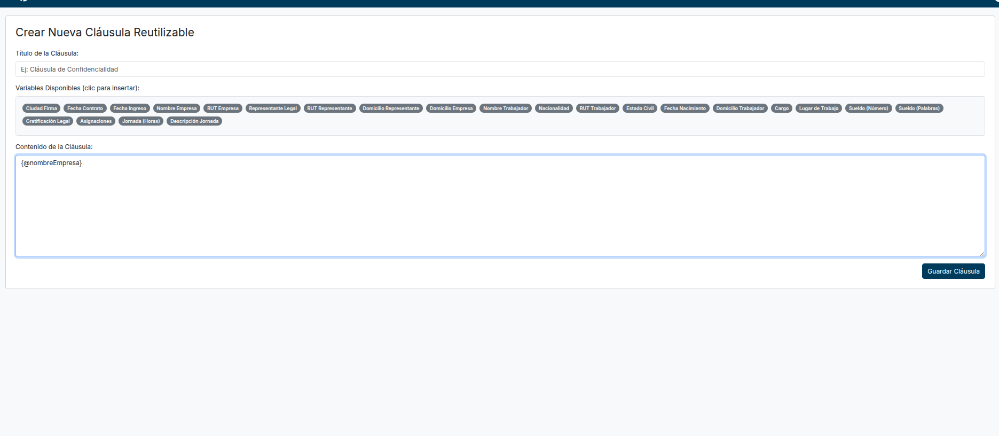 Crear Nueva Cláusula Reutilizable
Título de la Cláusula:
Ej: Cláusula de Confidencialidad
Variables Disponibles (clic para insertar):
Ciudad Firma Fecha Contrato Fecha Ingreso Nombre Empresa RUT Empresa Representante Legal RUT Representante Domicilio Representante Domicilio Empresa Nombre Trabajador Nacionalidad RUT Trabajador Estado Civil Fecha Nacimiento Domicilio Trabajador Cargo Lugar de Trabajo Sueldo (Número) Sueldo (Palabras)
Gratificación Legal Asignaciones Jornada (Horas) Descripción Jornada
Contenido de la Cláusula:
{@nombreEmpresa}
Guardar Cláusula